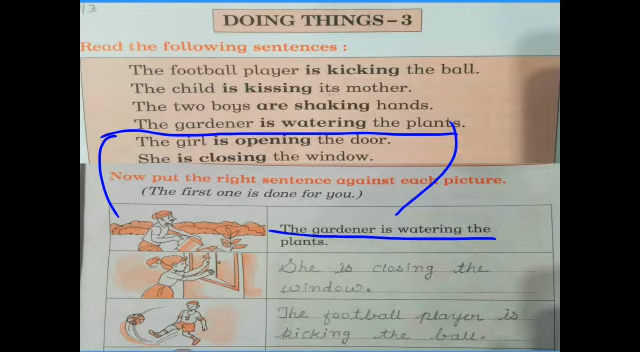 13
DOING THINGS-3
Read the following sentences :
The football player is kicking the ball.
The child is kissing its mother.
The two boys are shaking hands.
The gardener is watering the plants.
The girl is opening the door.
She is closing the window.
Now put the right sentence against each picture.
(The first one is done for you.)
The gardener is watering the
plants.
She is closing the
window.
The football player is
kicking the ball.